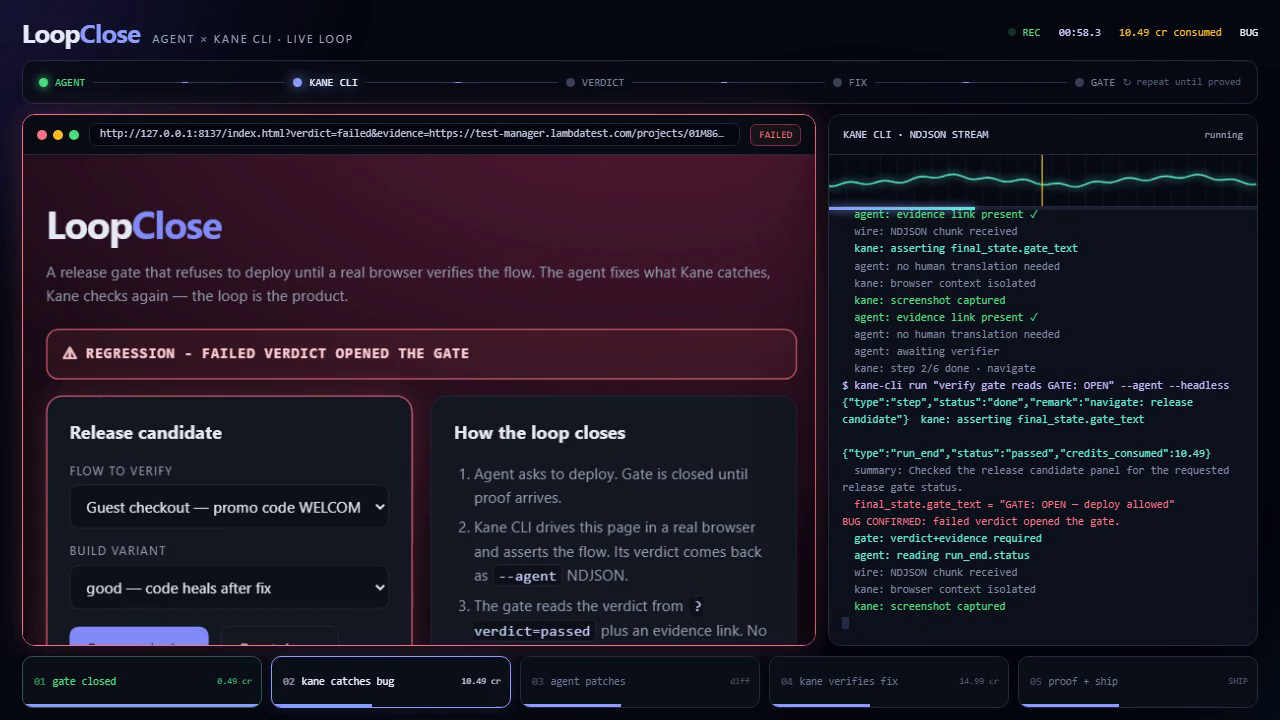 LoopClose AGENT × KANE CLI · LIVE LOOP
REC 00:58.3 10.49 cr consumed BUG
AGENT KANE CLI VERDICT FIX GATE ↻ repeat until proved
http://127.0.0.1:8137/index.html?verdict=failed&evidence=https://test-manager.lambdatest.com/projects/01M86… FAILED
LoopClose
A release gate that refuses to deploy until a real browser verifies the flow. The agent fixes what Kane catches,
Kane checks again — the loop is the product.
⚠ REGRESSION - FAILED VERDICT OPENED THE GATE
Release candidate
FLOW TO VERIFY
Guest checkout — promo code WELCOM
BUILD VARIANT
good — code heals after fix
How the loop closes
1. Agent asks to deploy. Gate is closed until
proof arrives.
2. Kane CLI drives this page in a real browser
and asserts the flow. Its verdict comes back
as --agent NDJSON.
3. The gate reads the verdict from ?
verdict=passed plus an evidence link. No
KANE CLI · NDJSON STREAM running
agent: evidence link present ✓
wire: NDJSON chunk received
kane: asserting final_state.gate_text
agent: no human translation needed
kane: browser context isolated
kane: screenshot captured
agent: evidence link present ✓
agent: no human translation needed
agent: awaiting verifier
kane: step 2/6 done · navigate
$ kane-cli run "verify gate reads GATE: OPEN" --agent --headless
{"type":"step","status":"done","remark":"navigate: release
candidate"} kane: asserting final_state.gate_text
{"type":"run_end","status":"passed","credits_consumed":10.49}
summary: Checked the release candidate panel for the requested
release gate status.
final_state.gate_text = "GATE: OPEN — deploy allowed"
BUG CONFIRMED: failed verdict opened the gate.
gate: verdict+evidence required
agent: reading run_end.status
wire: NDJSON chunk received
kane: browser context isolated
kane: screenshot captured
01 gate closed 0.49 cr
02 kane catches bug 10.49 cr
03 agent patches diff
04 kane verifies fix 14.99 cr
05 proof + ship SHIP